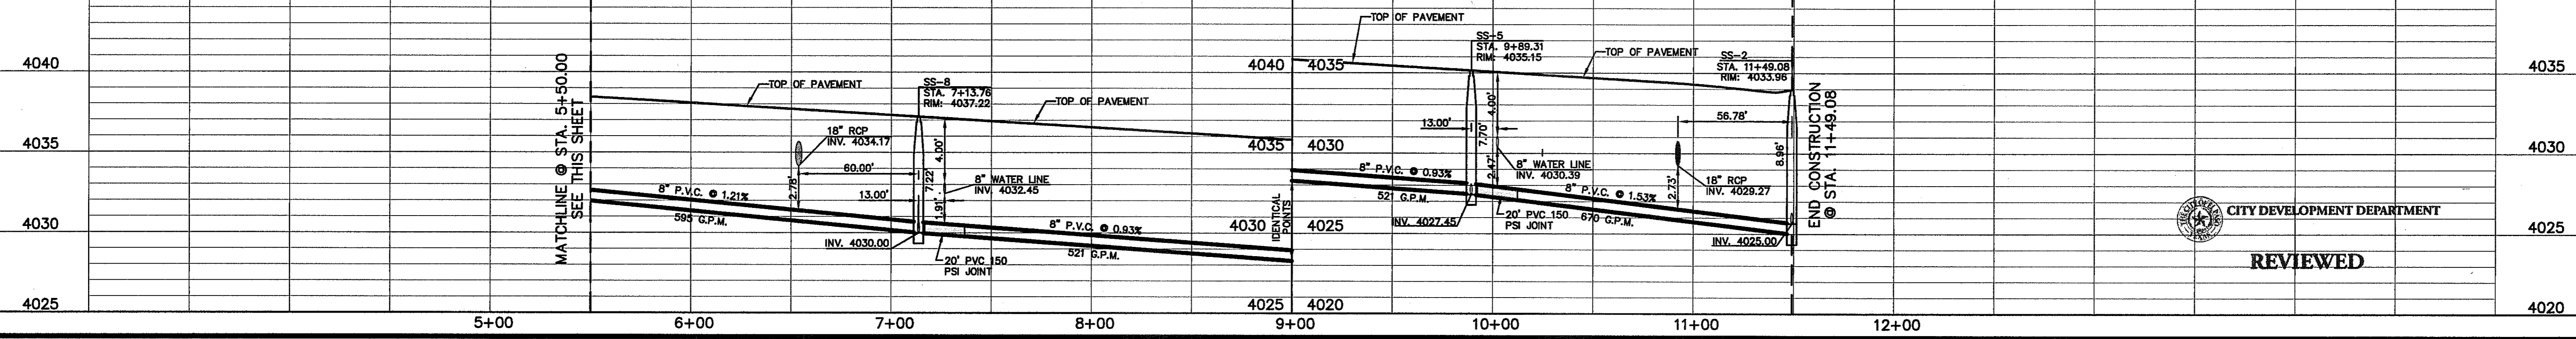 4040
4035
4030
4025
MATCHLINE @ STA. 5+50.00
SEE THIS SHEET
TOP OF PAVEMENT
18" RCP
INV. 4034.17
60.00'
2.78'
13.00'
8" P.V.C. @ 1.21%
595 G.P.M.
INV. 4030.00
SS-8
STA. 7+13.76
RIM: 4037.22
4.00'
7.22'
1.91'
8" WATER LINE
INV. 4032.45
TOP OF PAVEMENT
8" P.V.C. @ 0.93%
521 G.P.M.
20' PVC 150
PSI JOINT
4040 4035
4035 4030
4030 4025
4025 4020
IDENTICAL
POINTS
TOP OF PAVEMENT
SS-5
STA. 9+89.31
RIM: 4035.15
13.00'
4.00'
7.70'
2.47'
8" WATER LINE
INV. 4030.39
8" P.V.C. @ 0.93%
521 G.P.M.
INV. 4027.45
20' PVC 150
PSI JOINT
8" P.V.C. @ 1.53%
670 G.P.M.
TOP OF PAVEMENT
SS-2
STA. 11+49.08
RIM: 4033.96
56.78'
18" RCP
INV. 4029.27
2.73'
8.96'
INV. 4025.00
END CONSTRUCTION
@ STA. 11+49.08
CITY DEVELOPMENT DEPARTMENT
REVIEWED
4035
4030
4025
4020
5+00 6+00 7+00 8+00 9+00 10+00 11+00 12+00